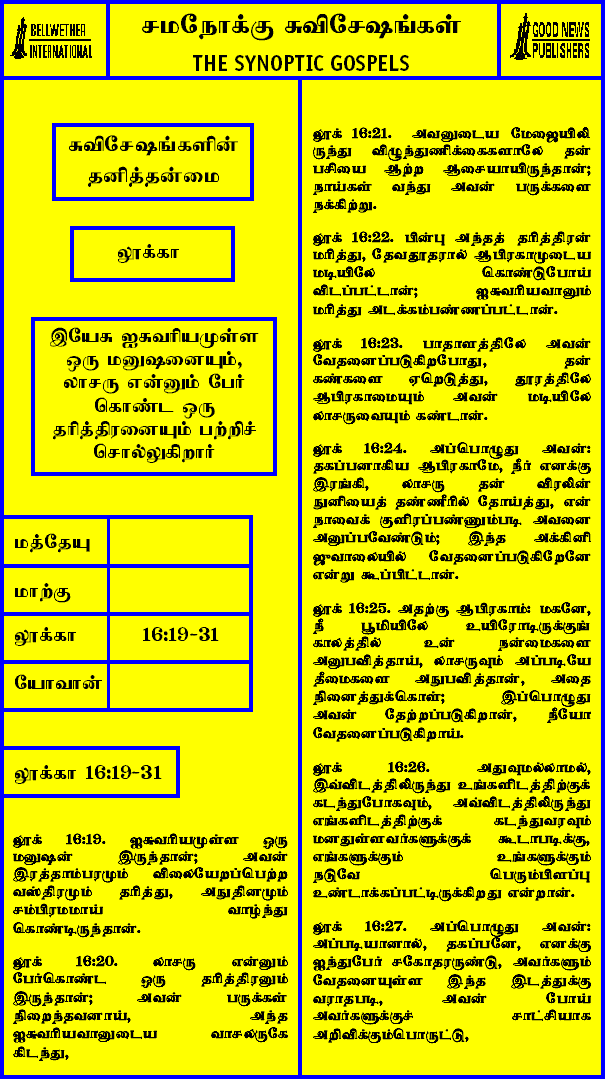 BELLWETHER
INTERNATIONAL
சமநோக்கு சுவிசேஷங்கள்
THE SYNOPTIC GOSPELS
GOOD NEWS
PUBLISHERS
சுவிசேஷங்களின்
தனித்தன்மை
லூக்கா
இயேசு ஐசுவரியமுள்ள
ஒரு மனுஷனையும்,
லாசரு என்னும் பேர்
கொண்ட ஒரு
தரித்திரனையும் பற்றிச்
சொல்லுகிறார்
மத்தேயு
மாற்கு
லூக்கா 16:19-31
யோவான்
லூக்கா 16:19-31
லூக் 16:19. ஐசுவரியமுள்ள ஒரு
மனுஷன் இருந்தான்; அவன்
இரத்தாம்பரமும் விலையேறப்பெற்ற
வஸ்திரமும் தரித்து, அநுதினமும்
சம்பிரமமாய் வாழ்ந்து
கொண்டிருந்தான்.
லூக் 16:20. லாசரு என்னும்
பேர்கொண்ட ஒரு தரித்திரனும்
இருந்தான்; அவன் பருக்கள்
நிறைந்தவனாய், அந்த
ஐசுவரியவானுடைய வாசலருகே
கிடந்து,
லூக் 16:21. அவனுடைய மேஜையிலி
ருந்து விழுந்துணிக்கைகளாலே தன்
பசியை ஆற்ற ஆசையாயிருந்தான்;
நாய்கள் வந்து அவன் பருக்களை
நக்கிற்று.
லூக் 16:22. பின்பு அந்தத் தரித்திரன்
மரித்து, தேவதூதரால் ஆபிரகாமுடைய
மடியிலே கொண்டுபோய்
விடப்பட்டான்; ஐசுவரியவானும்
மரித்து அடக்கம்பண்ணப்பட்டான்.
லூக் 16:23. பாதாளத்திலே அவன்
வேதனைப்படுகிறபோது, தன்
கண்களை ஏறெடுத்து, தூரத்திலே
ஆபிரகாமையும் அவன் மடியிலே
லாசருவையும் கண்டான்.
லூக் 16:24. அப்பொழுது அவன்:
தகப்பனாகிய ஆபிரகாமே, நீர் எனக்கு
இரங்கி, லாசரு தன் விரலின்
நுனியைத் தண்ணீரில் தோய்த்து, என்
நாவைக் குளிரப்பண்ணும்படி அவனை
அனுப்பவேண்டும்; இந்த அக்கினி
ஜுவாலையில் வேதனைப்படுகிறேனே
என்று கூப்பிட்டான்.
லூக் 16:25. அதற்கு ஆபிரகாம்: மகனே,
நீ பூமியிலே உயிரோடிருக்குங்
காலத்தில் உன் நன்மைகளை
அனுபவித்தாய், லாசருவும் அப்படியே
தீமைகளை அநுபவித்தான், அதை
நினைத்துக்கொள்; இப்பொழுது
அவன் தேற்றப்படுகிறான், நீயோ
வேதனைப்படுகிறாய்.
லூக் 16:26. அதுவுமல்லாமல்,
இவ்விடத்திலிருந்து உங்களிடத்திற்குக்
கடந்துபோகவும், அவ்விடத்திலிருந்து
எங்களிடத்திற்குக் கடந்துவரவும்
மனதுள்ளவர்களுக்குக் கூடாபடிக்கு,
எங்களுக்கும் உங்களுக்கும்
நடுவே பெரும்பிளப்பு
உண்டாக்கப்பட்டிருக்கிறது என்றான்.
லூக் 16:27. அப்பொழுது அவன்:
அப்படியானால், தகப்பனே, எனக்கு
ஐந்துபேர் சகோதரருண்டு, அவர்களும்
வேதனையுள்ள இந்த இடத்துக்கு
வராதபடி, அவன் போய்
அவர்களுக்குச் சாட்சியாக
அறிவிக்கும்பொருட்டு,